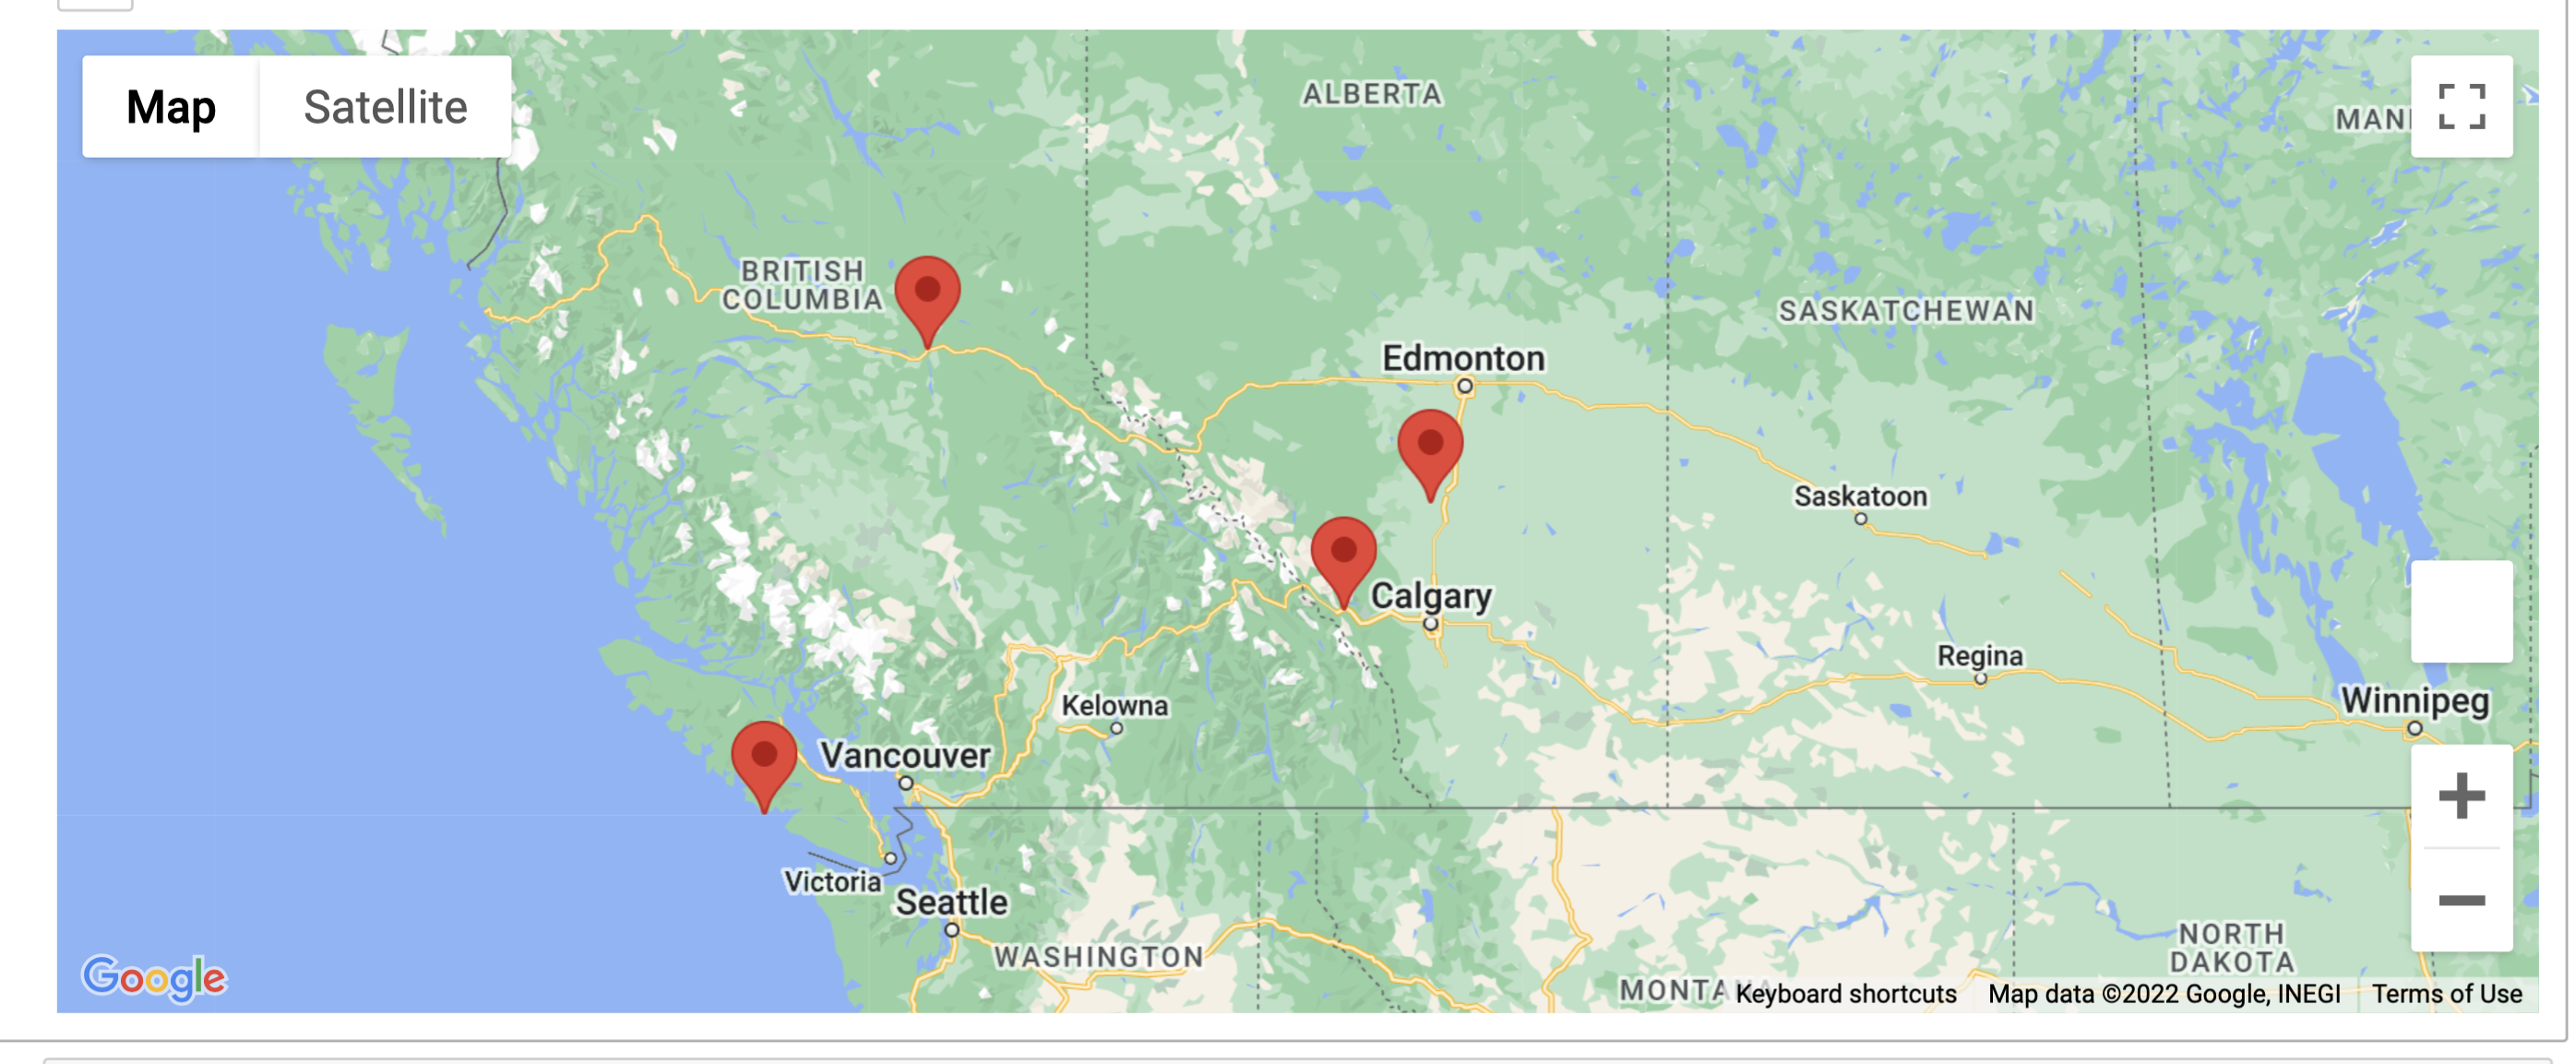 Map
Satellite
ALBERTA
MANI
BRITISH
COLUMBIA
SASKATCHEWAN
Edmonton
Saskatoon
Calgary
Regina
Kelowna
Winnipeg
Vancouver
Victoria
Seattle
WASHINGTON
NORTH
DAKOTA
MONTA
Google
Keyboard shortcuts
Map data ©2022 Google, INEGI
Terms of Use